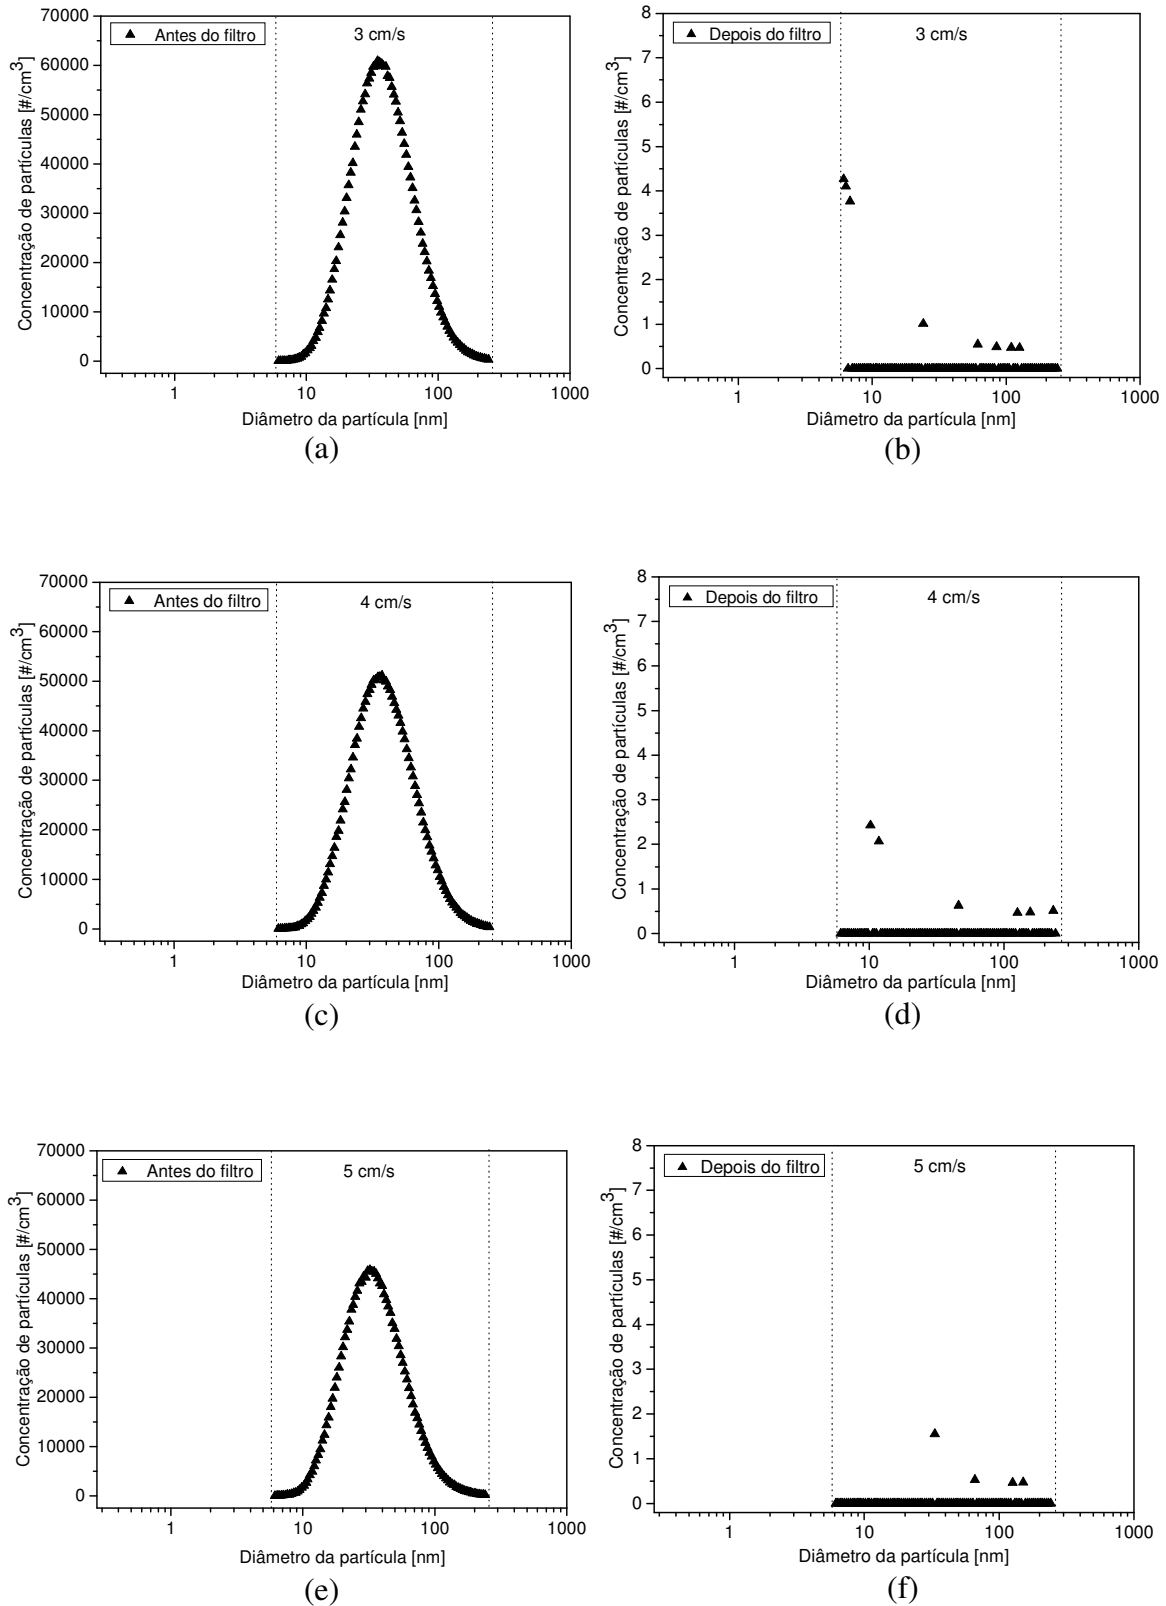 Antes do filtro
3 cm/s
70000
60000
50000
40000
30000
20000
10000
0
Concentração de partículas [#/cm3]
1
10
100
1000
Diâmetro da partícula [nm]
(a)
Depois do filtro
3 cm/s
8
7
6
5
4
3
2
1
0
Concentração de partículas [#/cm3]
1
10
100
1000
Diâmetro da partícula [nm]
(b)
Antes do filtro
4 cm/s
70000
60000
50000
40000
30000
20000
10000
0
Concentração de partículas [#/cm3]
1
10
100
1000
Diâmetro da partícula [nm]
(c)
Depois do filtro
4 cm/s
8
7
6
5
4
3
2
1
0
Concentração de partículas [#/cm3]
1
10
100
1000
Diâmetro da partícula [nm]
(d)
Antes do filtro
5 cm/s
70000
60000
50000
40000
30000
20000
10000
0
Concentração de partículas [#/cm3]
1
10
100
1000
Diâmetro da partícula [nm]
(e)
Depois do filtro
5 cm/s
8
7
6
5
4
3
2
1
0
Concentração de partículas [#/cm3]
1
10
100
1000
Diâmetro da partícula [nm]
(f)